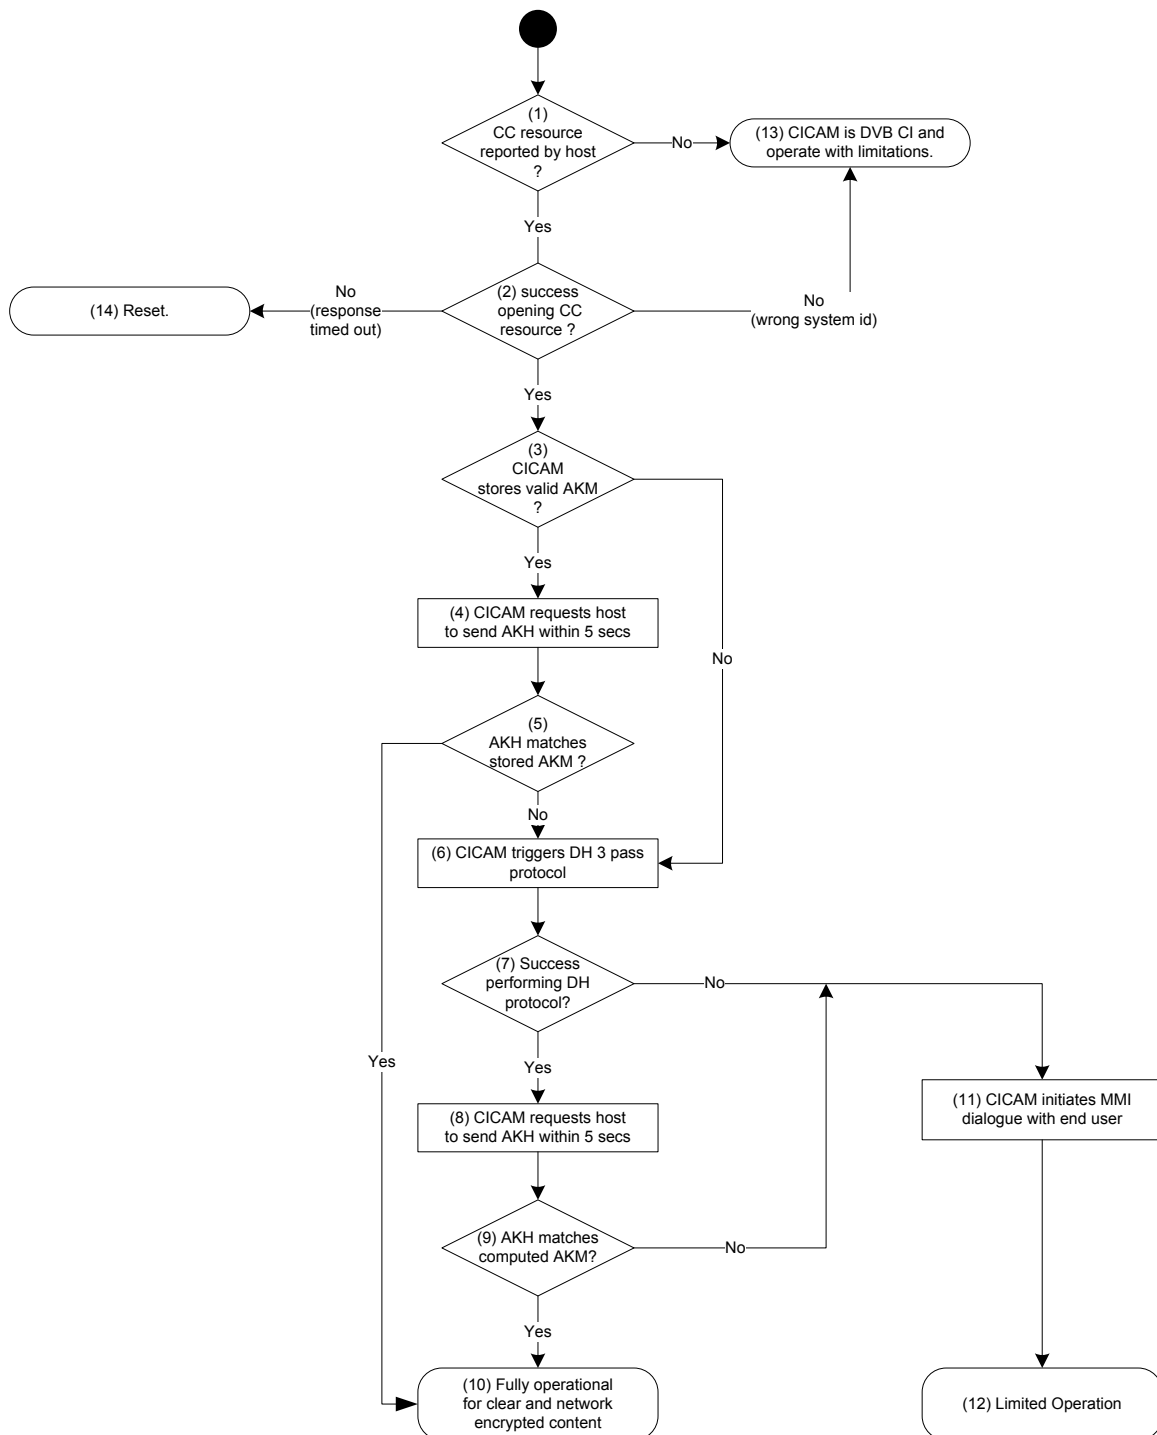 (1)
CC resource
reported by host
?
No
(13) CICAM is DVB CI and
operate with limitations.
Yes
(14) Reset.
No
(response
timed out)
(2) success
opening CC
resource ?
No
(wrong system id)
Yes
(3)
CICAM
stores valid AKM
?
Yes
(4) CICAM requests host
to send AKH within 5 secs
No
(5)
AKH matches
stored AKM ?
No
(6) CICAM triggers DH 3 pass
protocol
(7) Success
performing DH
protocol?
No
Yes
Yes
(8) CICAM requests host
to send AKH within 5 secs
(11) CICAM initiates MMI
dialogue with end user
(9) AKH matches
computed AKM?
No
Yes
(10) Fully operational
for clear and network
encrypted content
(12) Limited Operation